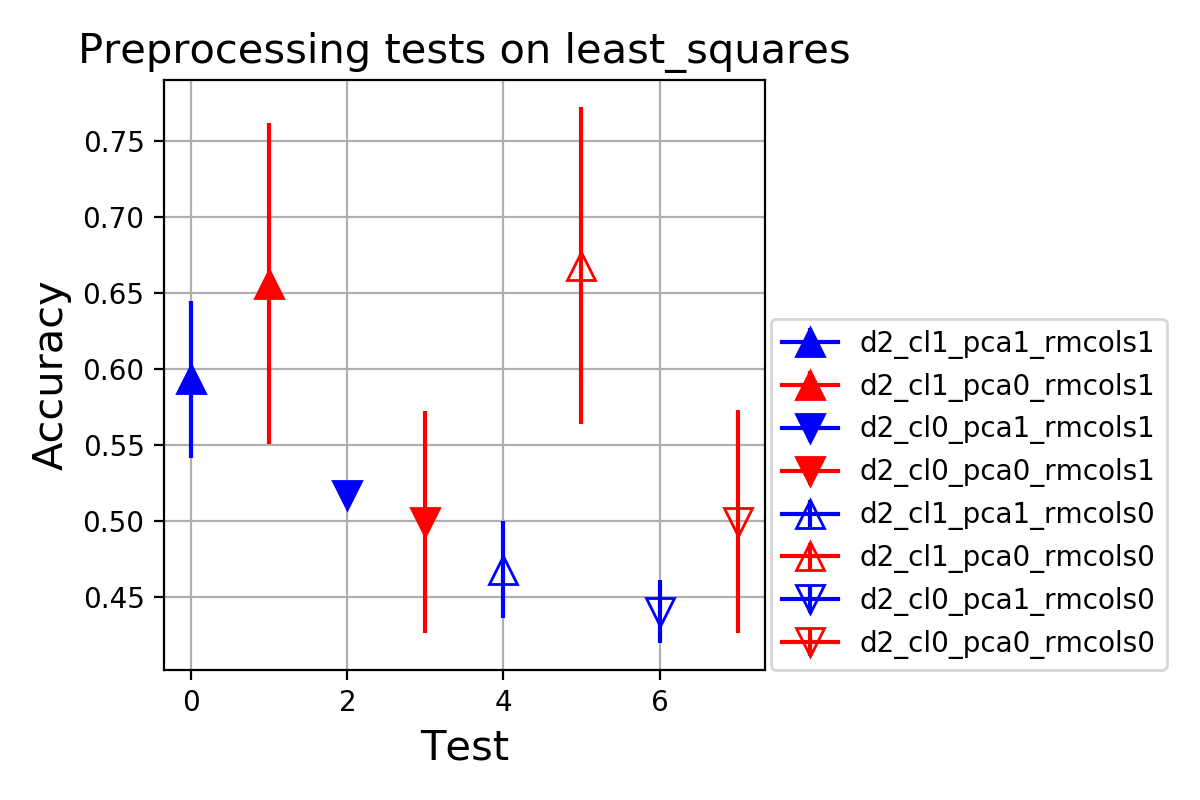 Preprocessing tests on least_squares
Accuracy
0.75
0.70
0.65
0.60
0.55
0.50
0.45
0 2 4 6
Test
d2_cl1_pca1_rmcols1
d2_cl1_pca0_rmcols1
d2_cl0_pca1_rmcols1
d2_cl0_pca0_rmcols1
d2_cl1_pca1_rmcols0
d2_cl1_pca0_rmcols0
d2_cl0_pca1_rmcols0
d2_cl0_pca0_rmcols0